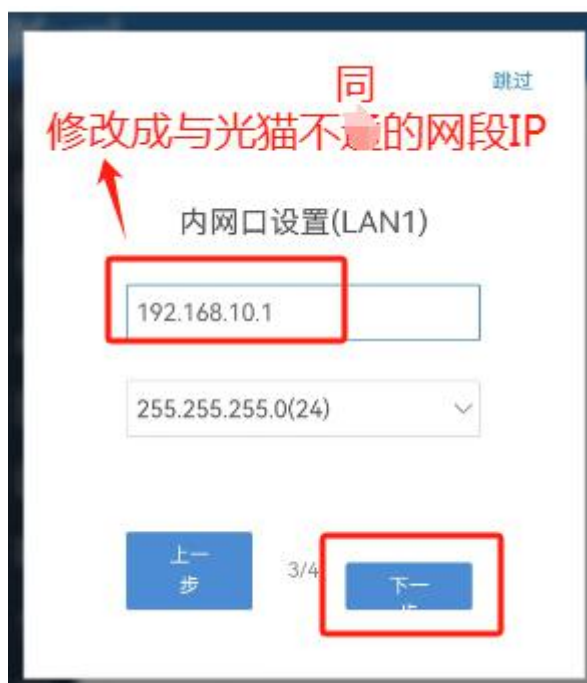 同
跳过
修改成与光猫不通的网段IP
内网口设置(LAN1)
192.168.10.1
255.255.255.0(24)
上一
步
3/4
下一